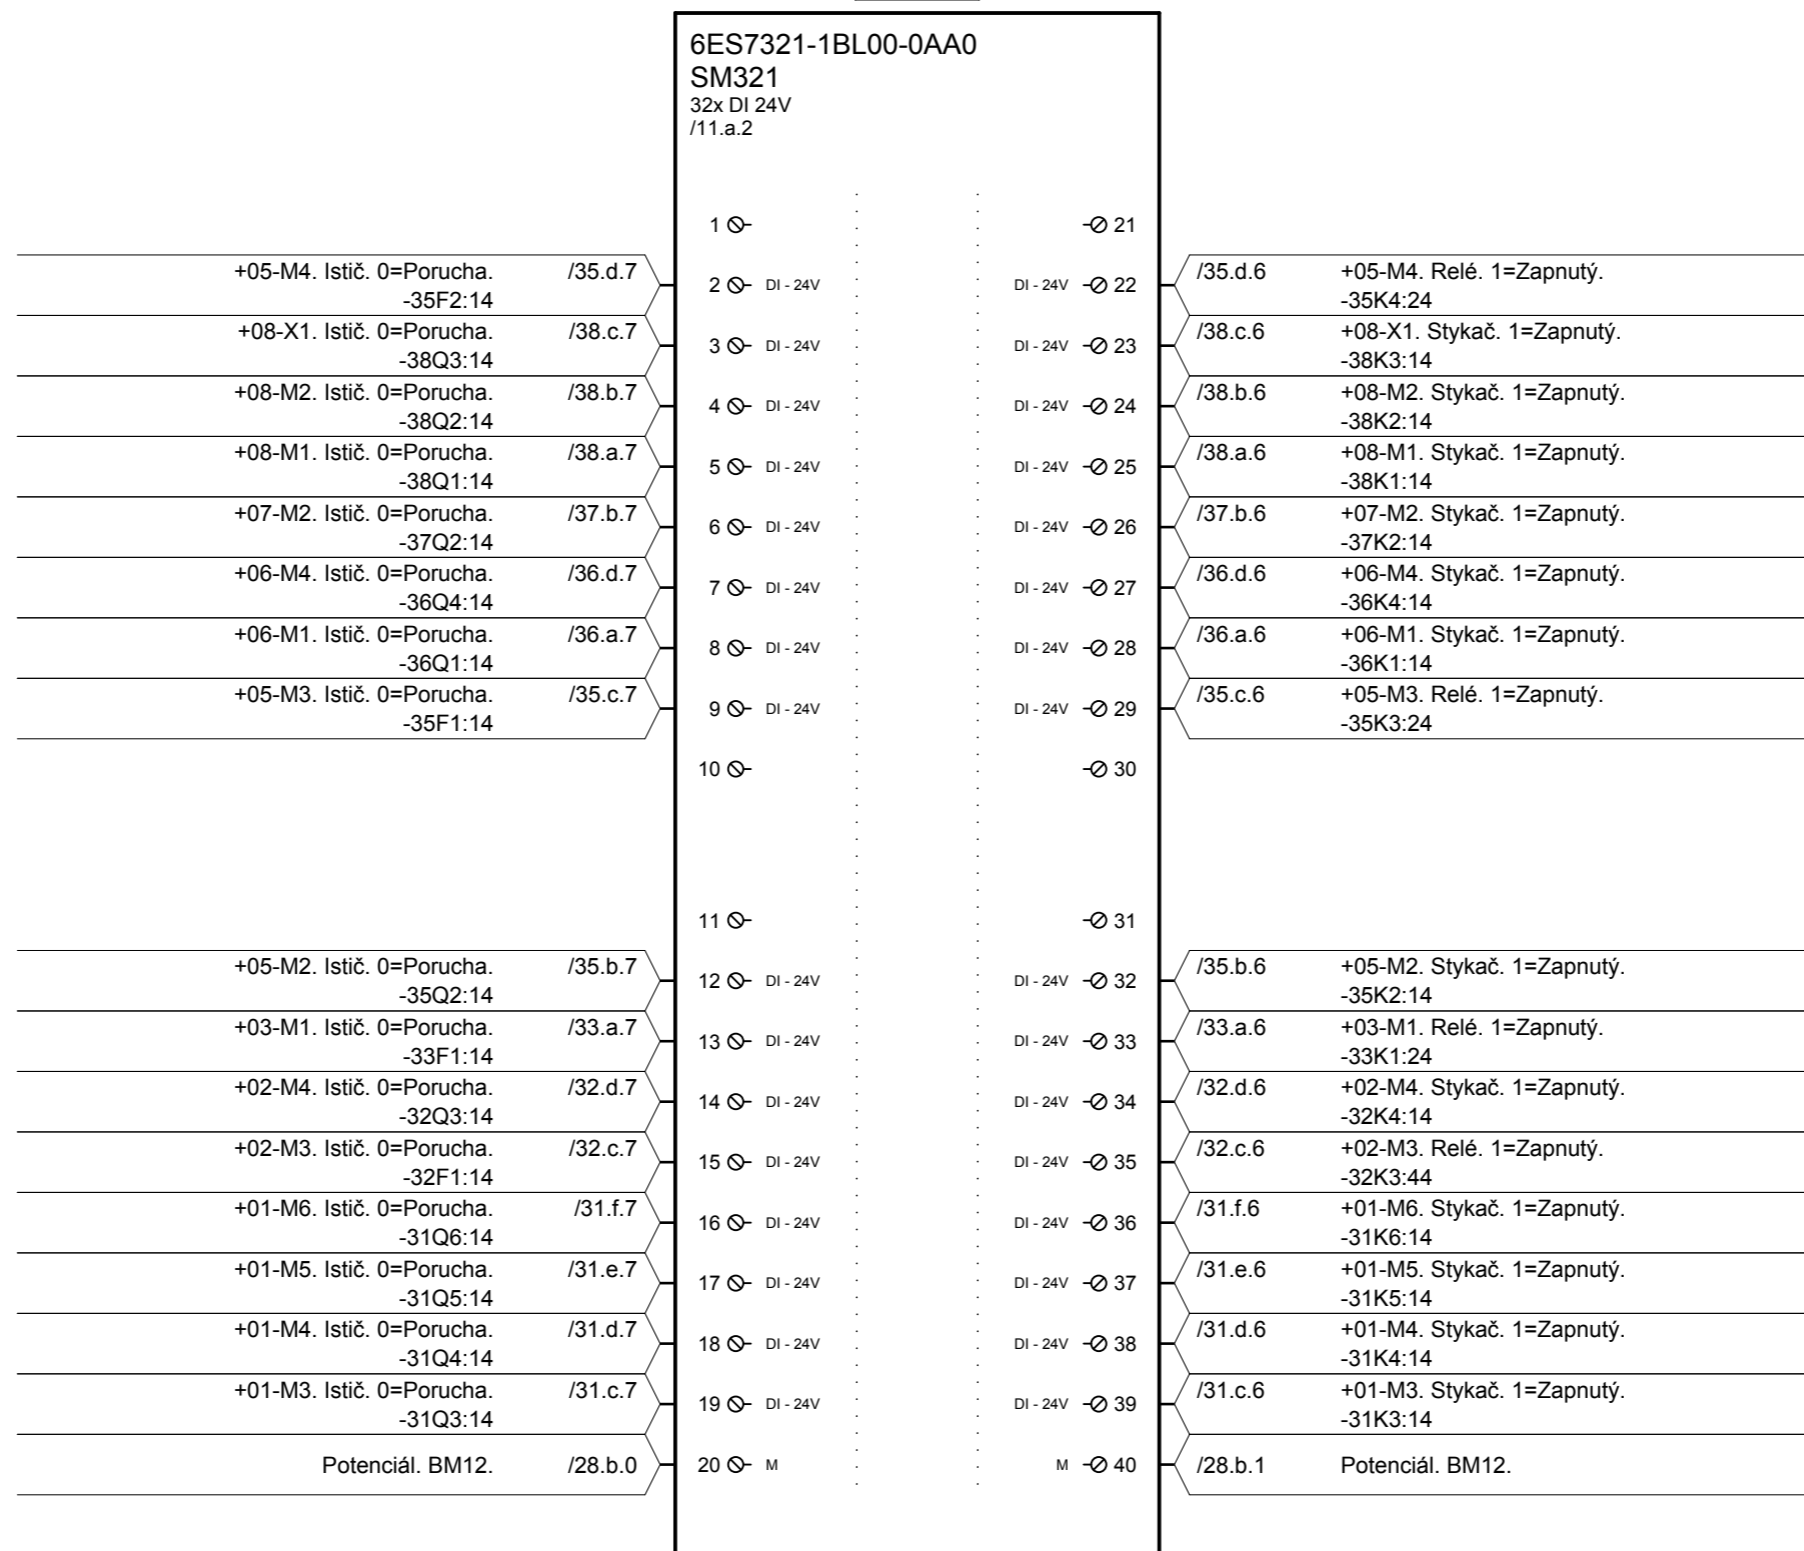 6ES7321-1BL00-0AA0
SM321
32x DI 24V
/11.a.2
1 21
+05-M4. Istič. 0=Porucha. /35.d.7 2 DI - 24V DI - 24V 22 /35.d.6 +05-M4. Relé. 1=Zapnutý.
-35F2:14 -35K4:24
+08-X1. Istič. 0=Porucha. /38.c.7 3 DI - 24V DI - 24V 23 /38.c.6 +08-X1. Stykač. 1=Zapnutý.
-38Q3:14 -38K3:14
+08-M2. Istič. 0=Porucha. /38.b.7 4 DI - 24V DI - 24V 24 /38.b.6 +08-M2. Stykač. 1=Zapnutý.
-38Q2:14 -38K2:14
+08-M1. Istič. 0=Porucha. /38.a.7 5 DI - 24V DI - 24V 25 /38.a.6 +08-M1. Stykač. 1=Zapnutý.
-38Q1:14 -38K1:14
+07-M2. Istič. 0=Porucha. /37.b.7 6 DI - 24V DI - 24V 26 /37.b.6 +07-M2. Stykač. 1=Zapnutý.
-37Q2:14 -37K2:14
+06-M4. Istič. 0=Porucha. /36.d.7 7 DI - 24V DI - 24V 27 /36.d.6 +06-M4. Stykač. 1=Zapnutý.
-36Q4:14 -36K4:14
+06-M1. Istič. 0=Porucha. /36.a.7 8 DI - 24V DI - 24V 28 /36.a.6 +06-M1. Stykač. 1=Zapnutý.
-36Q1:14 -36K1:14
+05-M3. Istič. 0=Porucha. /35.c.7 9 DI - 24V DI - 24V 29 /35.c.6 +05-M3. Relé. 1=Zapnutý.
-35F1:14 -35K3:24
10 30
11 31
+05-M2. Istič. 0=Porucha. /35.b.7 12 DI - 24V DI - 24V 32 /35.b.6 +05-M2. Stykač. 1=Zapnutý.
-35Q2:14 -35K2:14
+03-M1. Istič. 0=Porucha. /33.a.7 13 DI - 24V DI - 24V 33 /33.a.6 +03-M1. Relé. 1=Zapnutý.
-33F1:14 -33K1:24
+02-M4. Istič. 0=Porucha. /32.d.7 14 DI - 24V DI - 24V 34 /32.d.6 +02-M4. Stykač. 1=Zapnutý.
-32Q3:14 -32K4:14
+02-M3. Istič. 0=Porucha. /32.c.7 15 DI - 24V DI - 24V 35 /32.c.6 +02-M3. Relé. 1=Zapnutý.
-32F1:14 -32K3:44
+01-M6. Istič. 0=Porucha. /31.f.7 16 DI - 24V DI - 24V 36 /31.f.6 +01-M6. Stykač. 1=Zapnutý.
-31Q6:14 -31K6:14
+01-M5. Istič. 0=Porucha. /31.e.7 17 DI - 24V DI - 24V 37 /31.e.6 +01-M5. Stykač. 1=Zapnutý.
-31Q5:14 -31K5:14
+01-M4. Istič. 0=Porucha. /31.d.7 18 DI - 24V DI - 24V 38 /31.d.6 +01-M4. Stykač. 1=Zapnutý.
-31Q4:14 -31K4:14
+01-M3. Istič. 0=Porucha. /31.c.7 19 DI - 24V DI - 24V 39 /31.c.6 +01-M3. Stykač. 1=Zapnutý.
-31Q3:14 -31K3:14
Potenciál. BM12. /28.b.0 20 M M 40 /28.b.1 Potenciál. BM12.